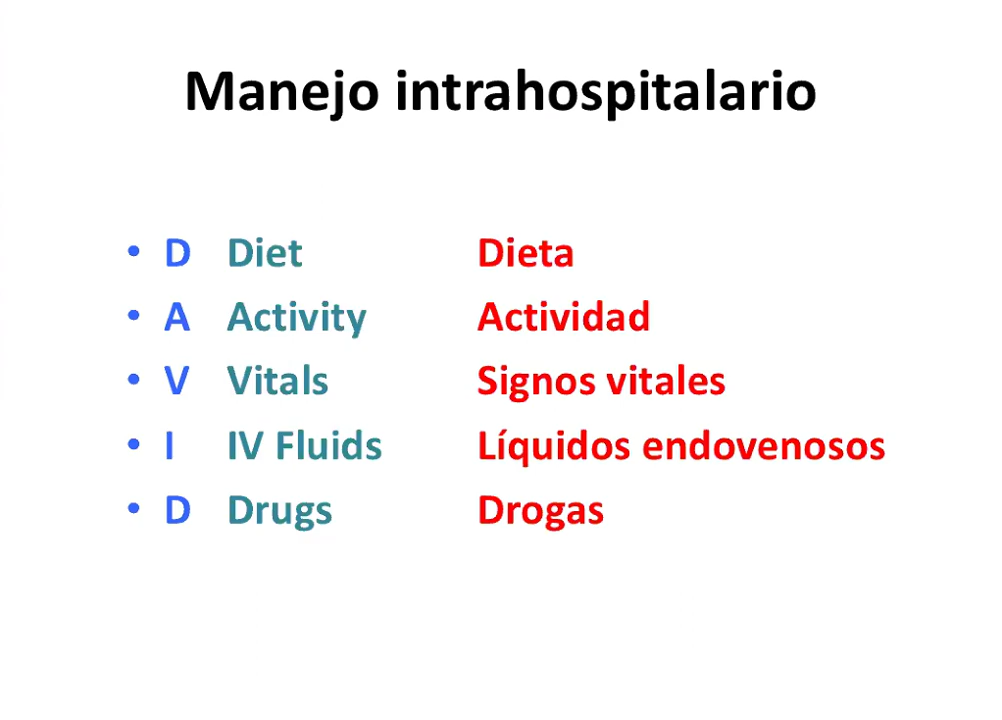 Manejo intrahospitalario
• D Diet Dieta
• A Activity Actividad
• V Vitals Signos vitales
• I IV Fluids Líquidos endovenosos
• D Drugs Drogas